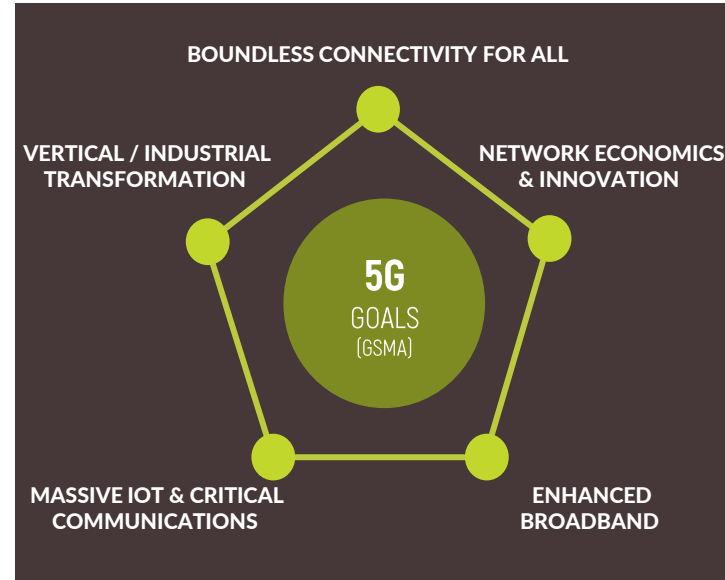 BOUNDLESS CONNECTIVITY FOR ALL
VERTICAL / INDUSTRIAL
TRANSFORMATION
NETWORK ECONOMICS
& INNOVATION
5G
GOALS
(GSMA)
MASSIVE IOT & CRITICAL
COMMUNICATIONS
ENHANCED
BROADBAND